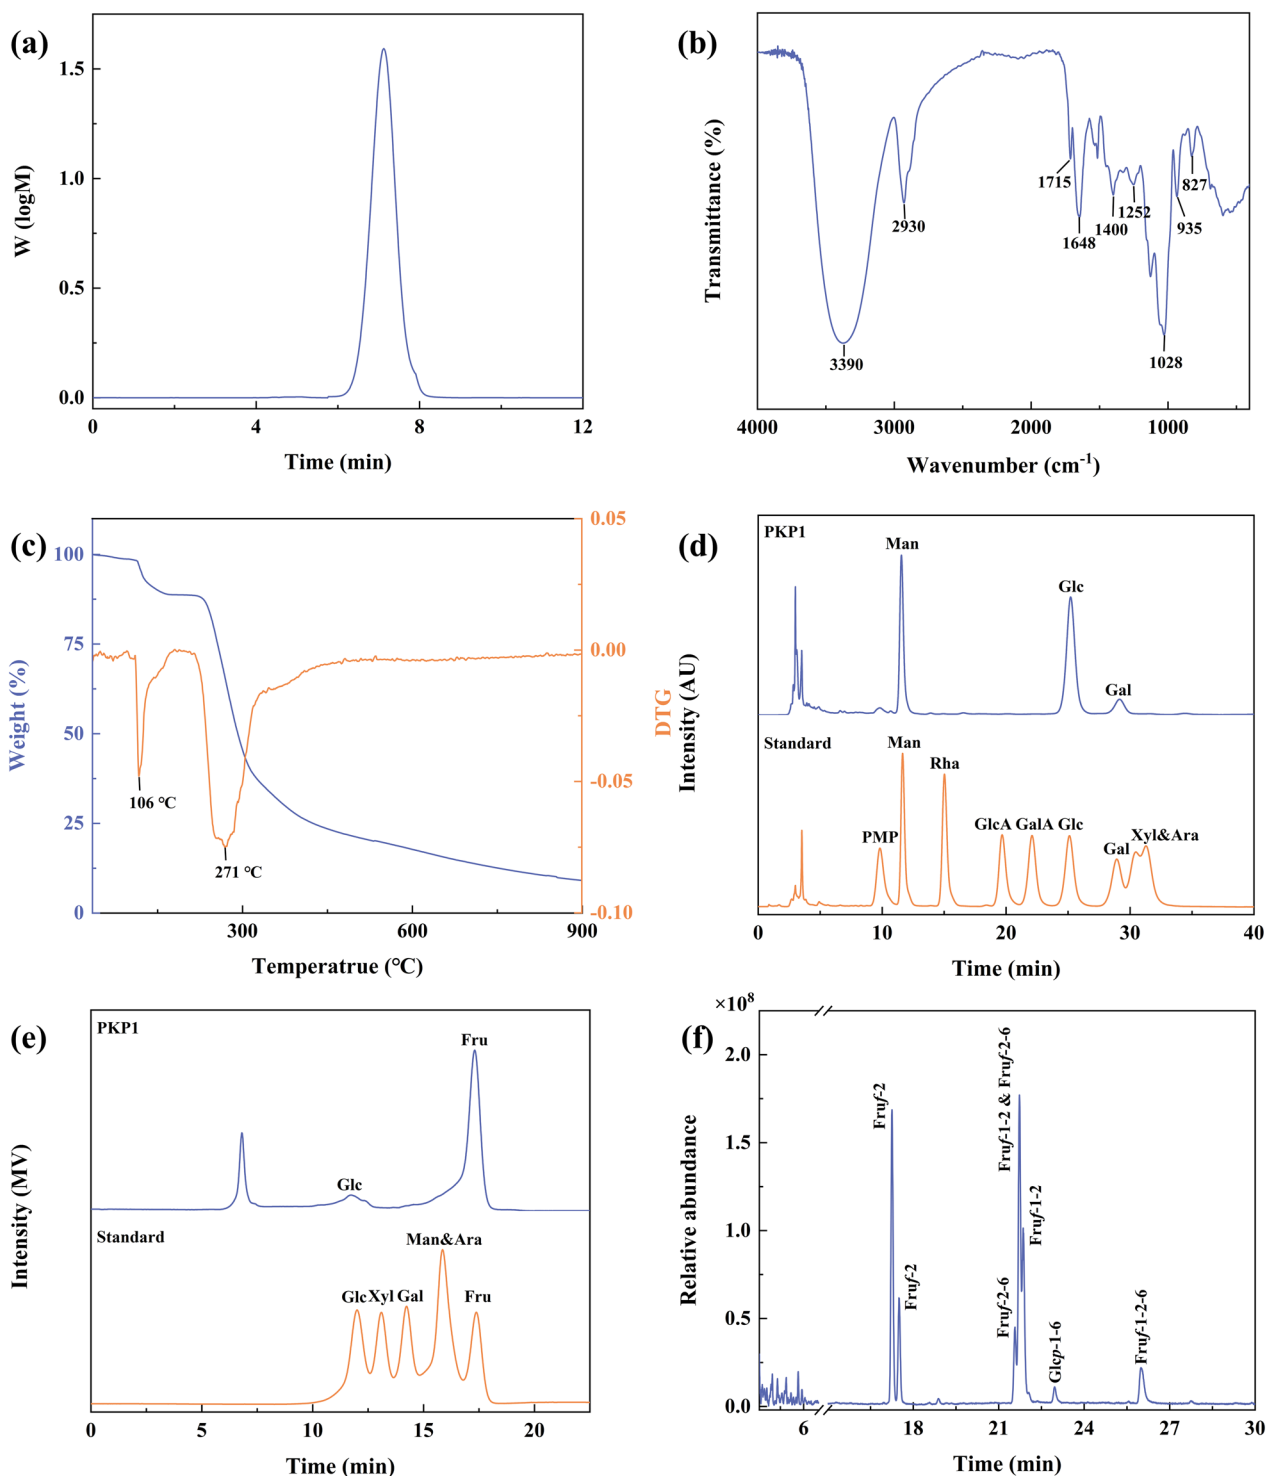 (a)
1.5
1.0
0.5
0.0
W (logM)
0 4 8 12
Time (min)
(b)
Transmittance (%)
3390
2930
1715
1648
1400
1252
1028
935
827
4000 3000 2000 1000
Wavenumber (cm-1)
(c)
100
75
50
25
0
Weight (%)
106 ℃
271 ℃
0.05
0.00
-0.05
-0.10
DTG
300 600 900
Temperatrue (℃)
(d)
PKP1
Man
Glc
Gal
Standard
PMP
Man
Rha
GlcA
GalA
Glc
Gal
Xyl&Ara
Intensity (AU)
0 10 20 30 40
Time (min)
(e)
PKP1
Glc
Fru
Standard
Glc
Xyl
Gal
Man&Ara
Fru
Intensity (MV)
0 5 10 15 20
Time (min)
(f)
×10⁸
2.0
1.5
1.0
0.5
0.0
Relative abundance
Fruf-2
Fruf-2
Fruf-2-6
Fruf-1-2 & Fruf-2-6
Fruf-1-2
Glcp-1-6
Fruf-1-2-6
6 18 21 24 27 30
Time (min)